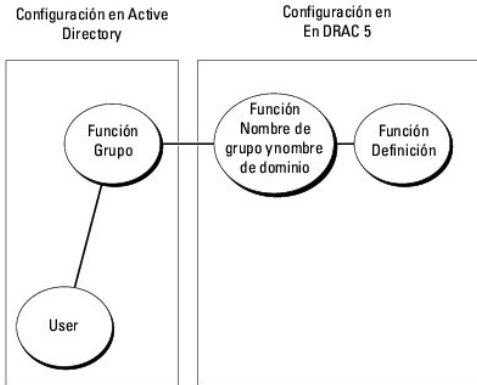 Configuración en Active
Directory
Configuración en
En DRAC 5
Función
Grupo
Función
Nombre de
grupo y nombre
de dominio
Función
Definición
User